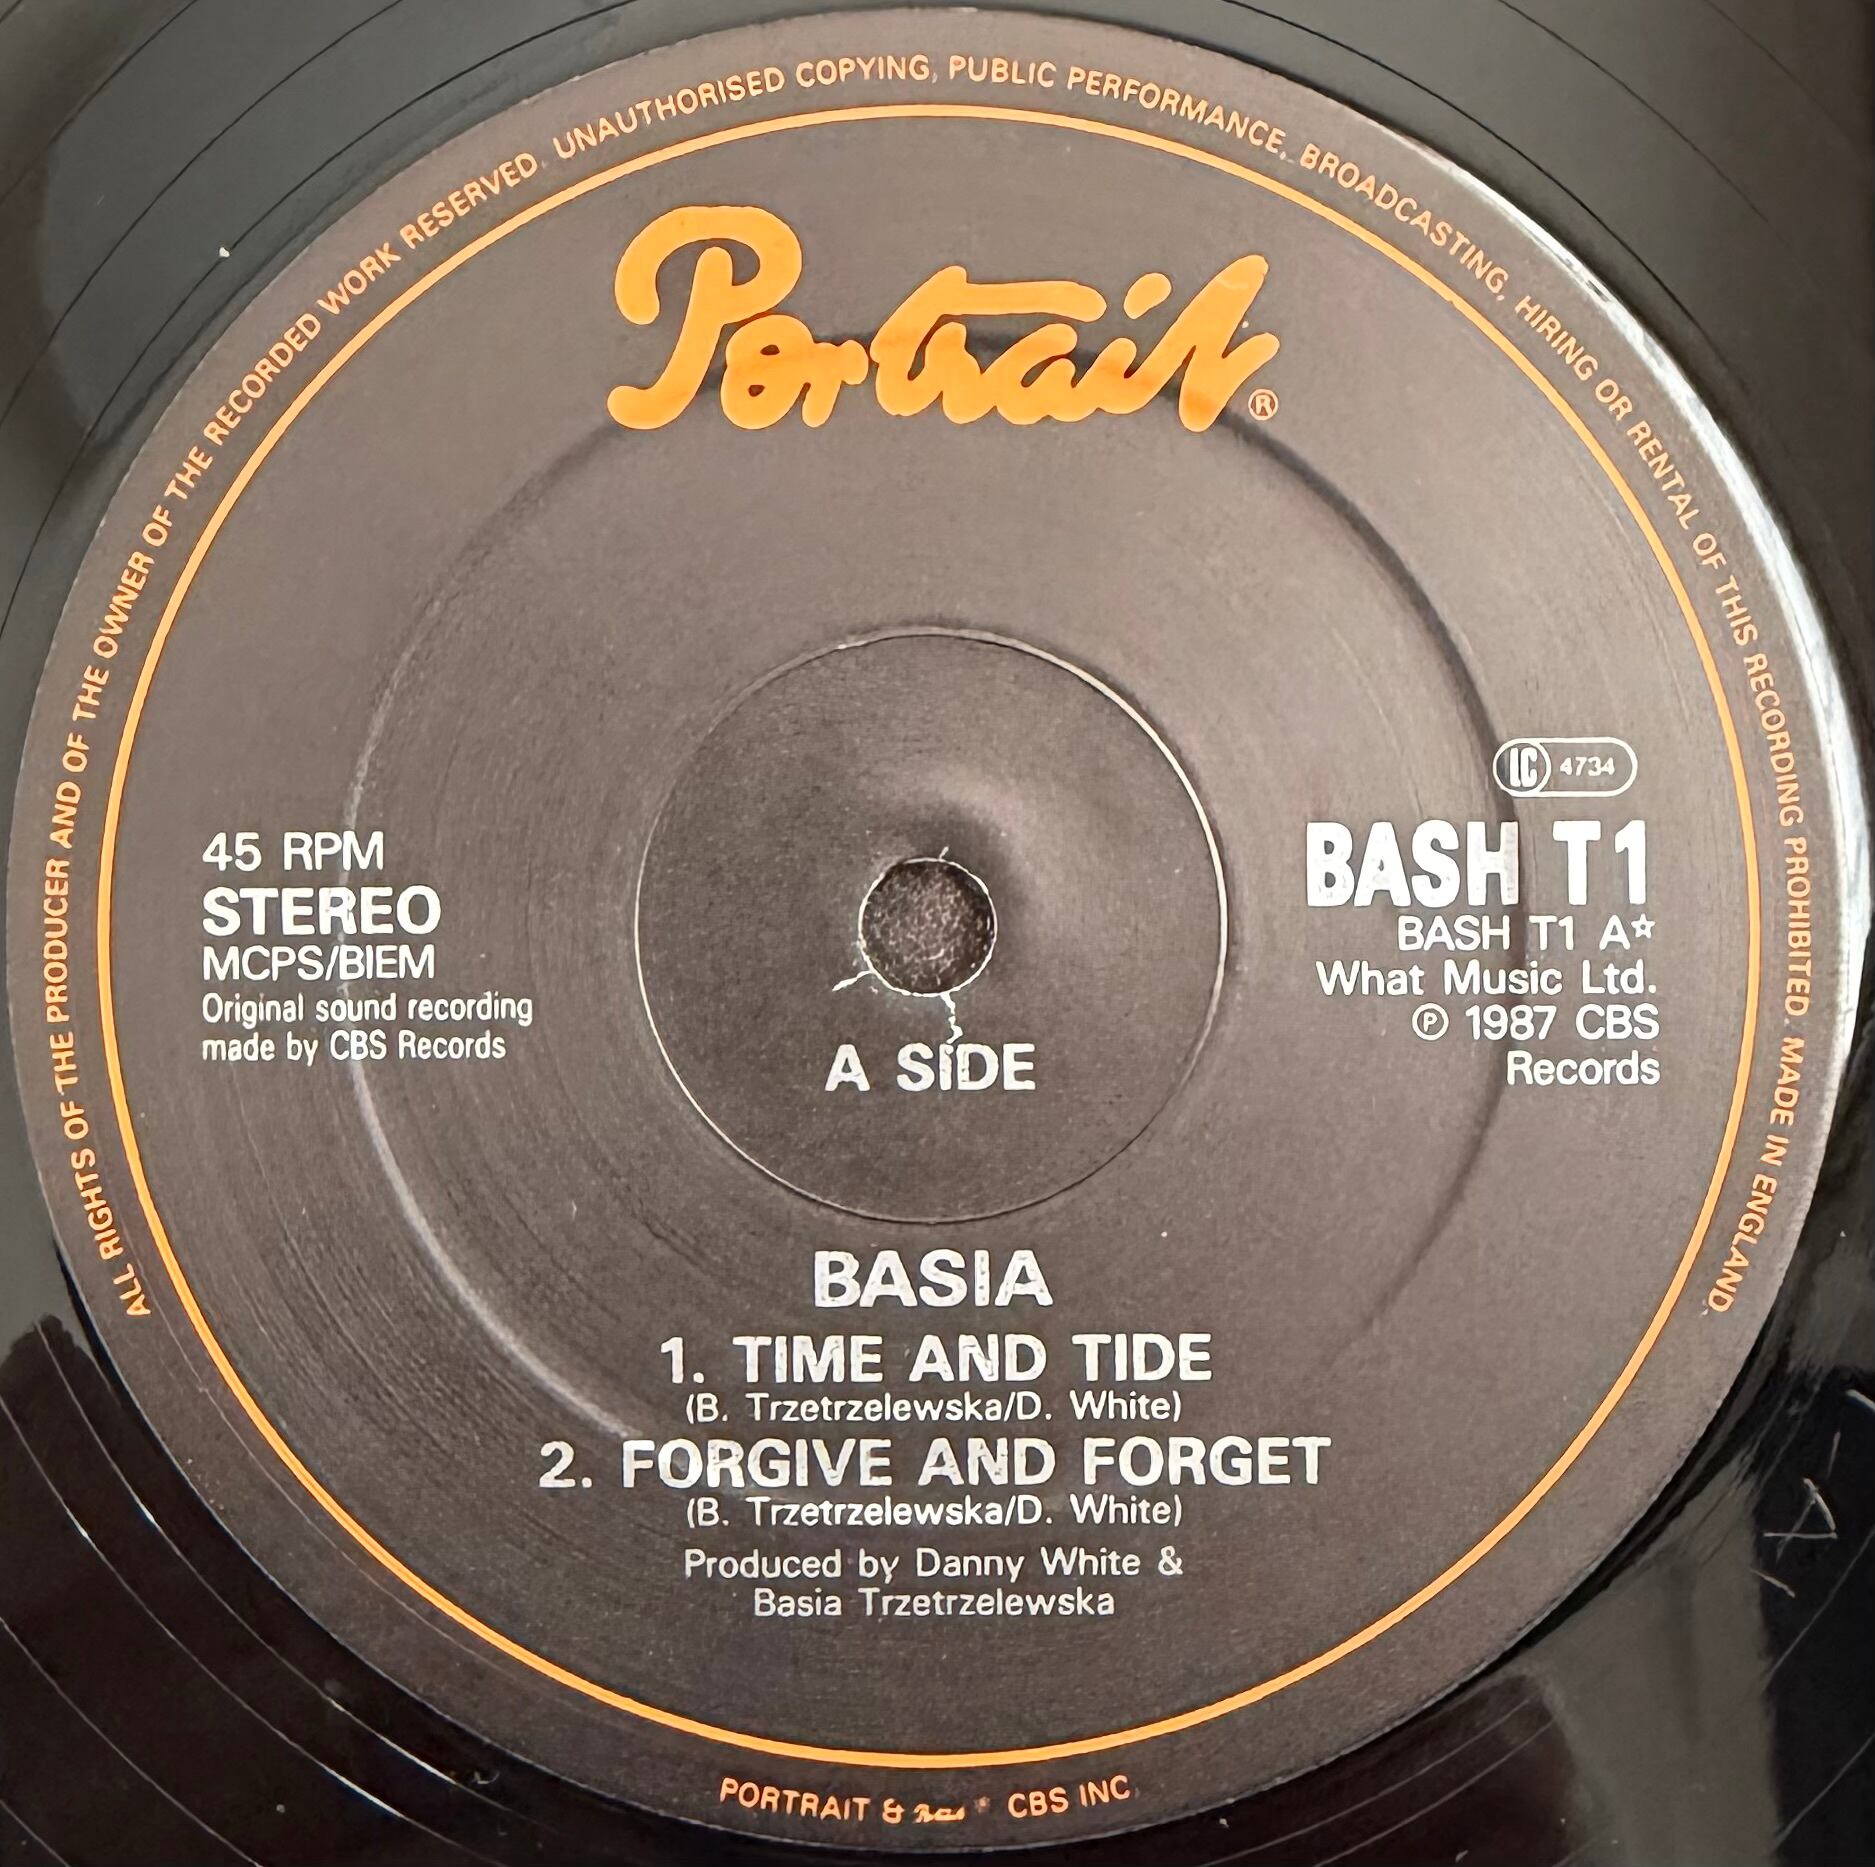 ALL RIGHTS OF THE PRODUCER AND OF THE OWNER OF THE RECORDED WORK RESERVED. UNAUTHORISED COPYING, PUBLIC PERFORMANCE, BROADCASTING, HIRING OR RENTAL OF THIS RECORDING PROHIBITED. MADE IN ENGLAND
Portrait®
45 RPM
STEREO
MCPS/BIEM
Original sound recording
made by CBS Records
LC 4734
BASH T1
BASH T1 A☆
What Music Ltd.
℗ 1987 CBS
Records
A SIDE
BASIA
1. TIME AND TIDE
(B. Trzetrzelewska/D. White)
2. FORGIVE AND FORGET
(B. Trzetrzelewska/D. White)
Produced by Danny White &
Basia Trzetrzelewska
PORTRAIT & CBS INC.